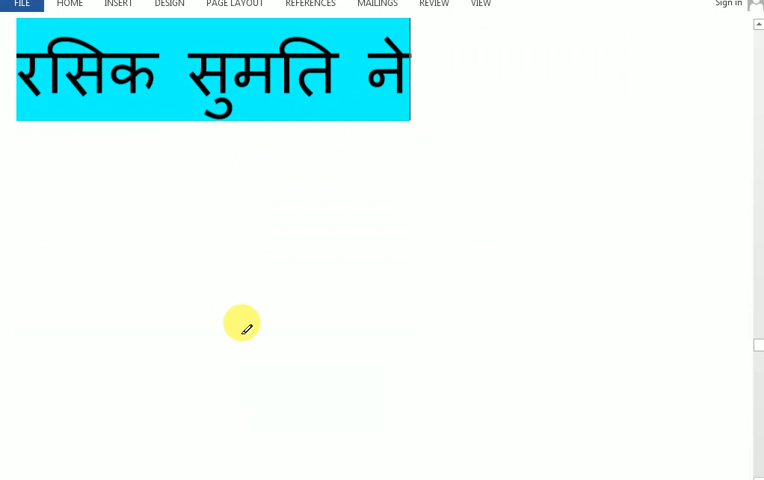 FILE HOME INSERT DESIGN PAGE LAYOUT REFERENCES MAILINGS REVIEW VIEW Sign in
रसिक सुमति ने